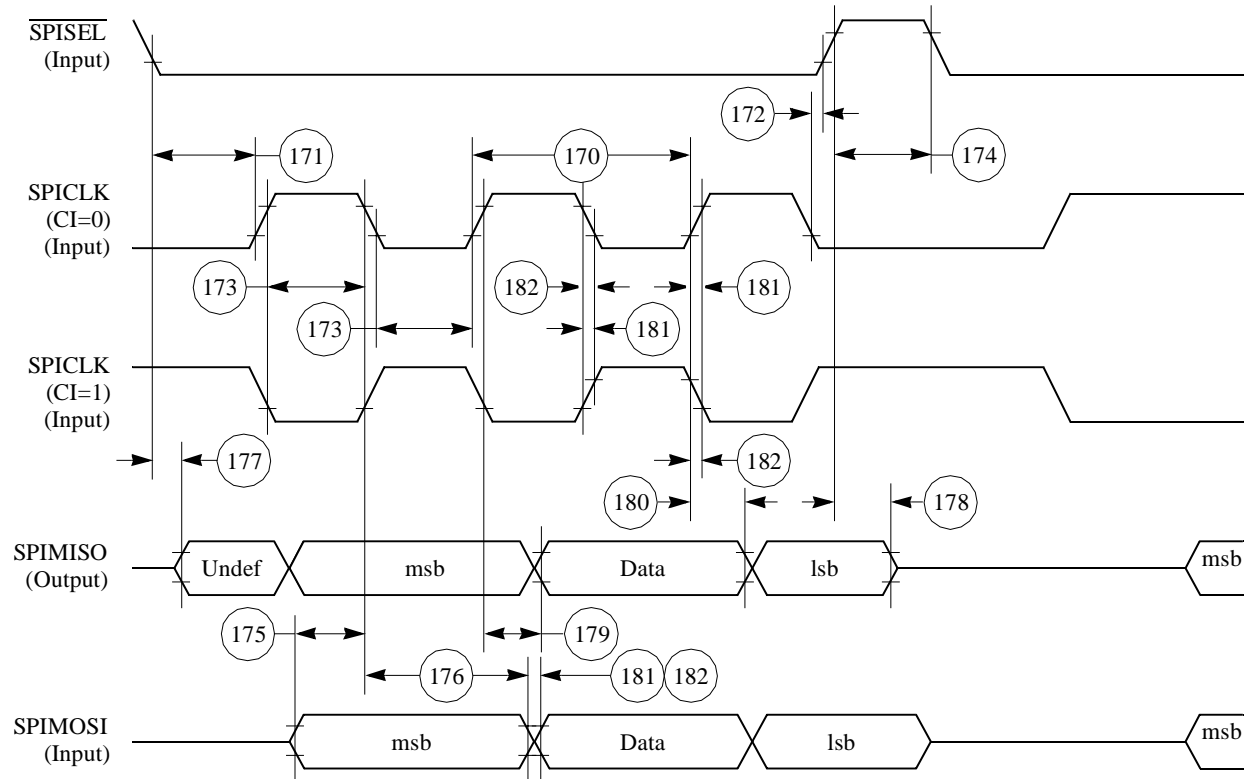 SPISEL
(Input)
172
171
170
174
SPICLK
(CI=0)
(Input)
173
182
181
173
181
SPICLK
(CI=1)
(Input)
177
182
180
178
SPIMISO
(Output)
Undef
msb
Data
lsb
msb
175
179
176
181
182
SPIMOSI
(Input)
msb
Data
lsb
msb